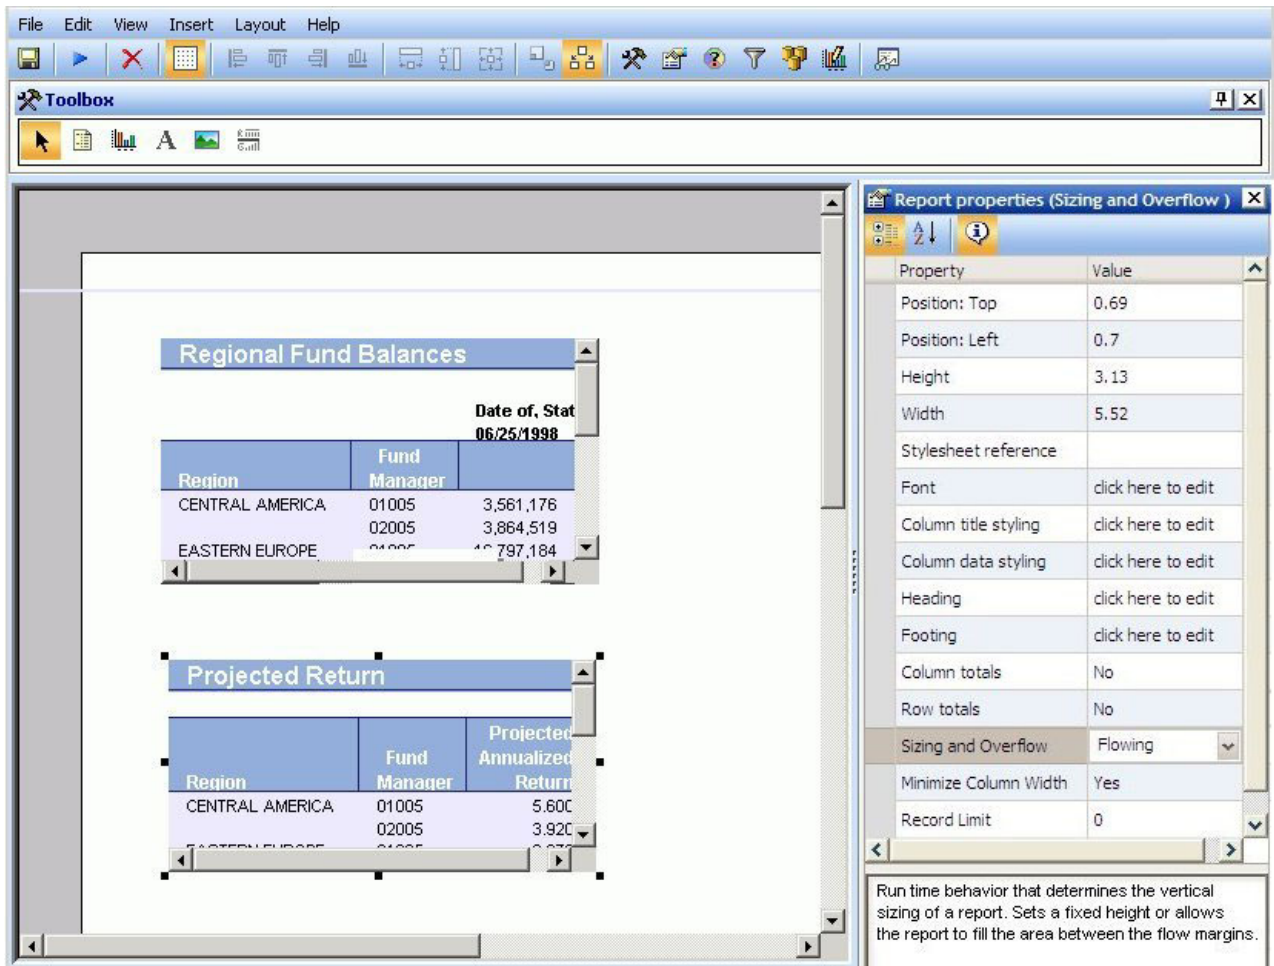 File Edit View Insert Layout Help
Toolbox
A
Regional Fund Balances
Date of, Stat
06/25/1998
Fund
Region Manager
CENTRAL AMERICA 01005 3,561,176
02005 3,864,519
EASTERN EUROPE 797,184
Projected Return
Projected
Fund Annualized
Region Manager Return
CENTRAL AMERICA 01005 5.600
02005 3.920
Report properties (Sizing and Overflow )
Property Value
Position: Top 0.69
Position: Left 0.7
Height 3.13
Width 5.52
Stylesheet reference
Font click here to edit
Column title styling click here to edit
Column data styling click here to edit
Heading click here to edit
Footing click here to edit
Column totals No
Row totals No
Sizing and Overflow Flowing
Minimize Column Width Yes
Record Limit 0
Run time behavior that determines the vertical
sizing of a report. Sets a fixed height or allows
the report to fill the area between the flow margins.